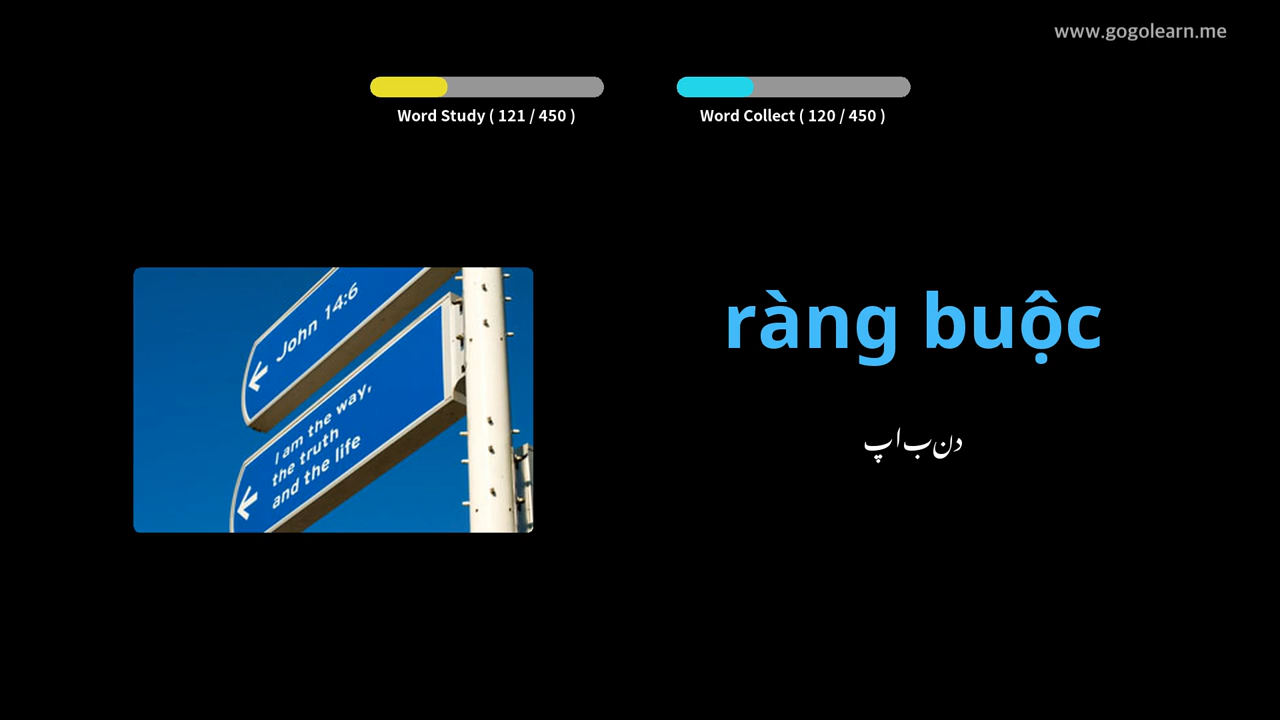 www.gogolearn.me
Word Study ( 121 / 450 )
Word Collect ( 120 / 450 )
John 14:6
I am the way,
the truth
and the life
ràng buộc
دن ب ا پ